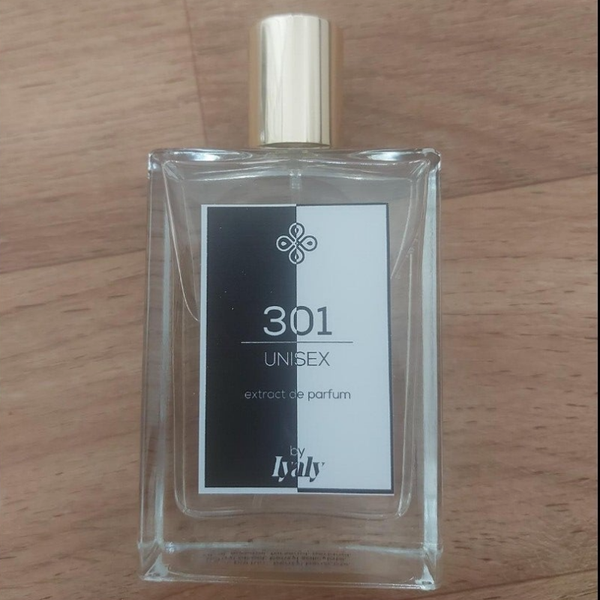 301
UNISEX
extract de parfum
by
Iyaly